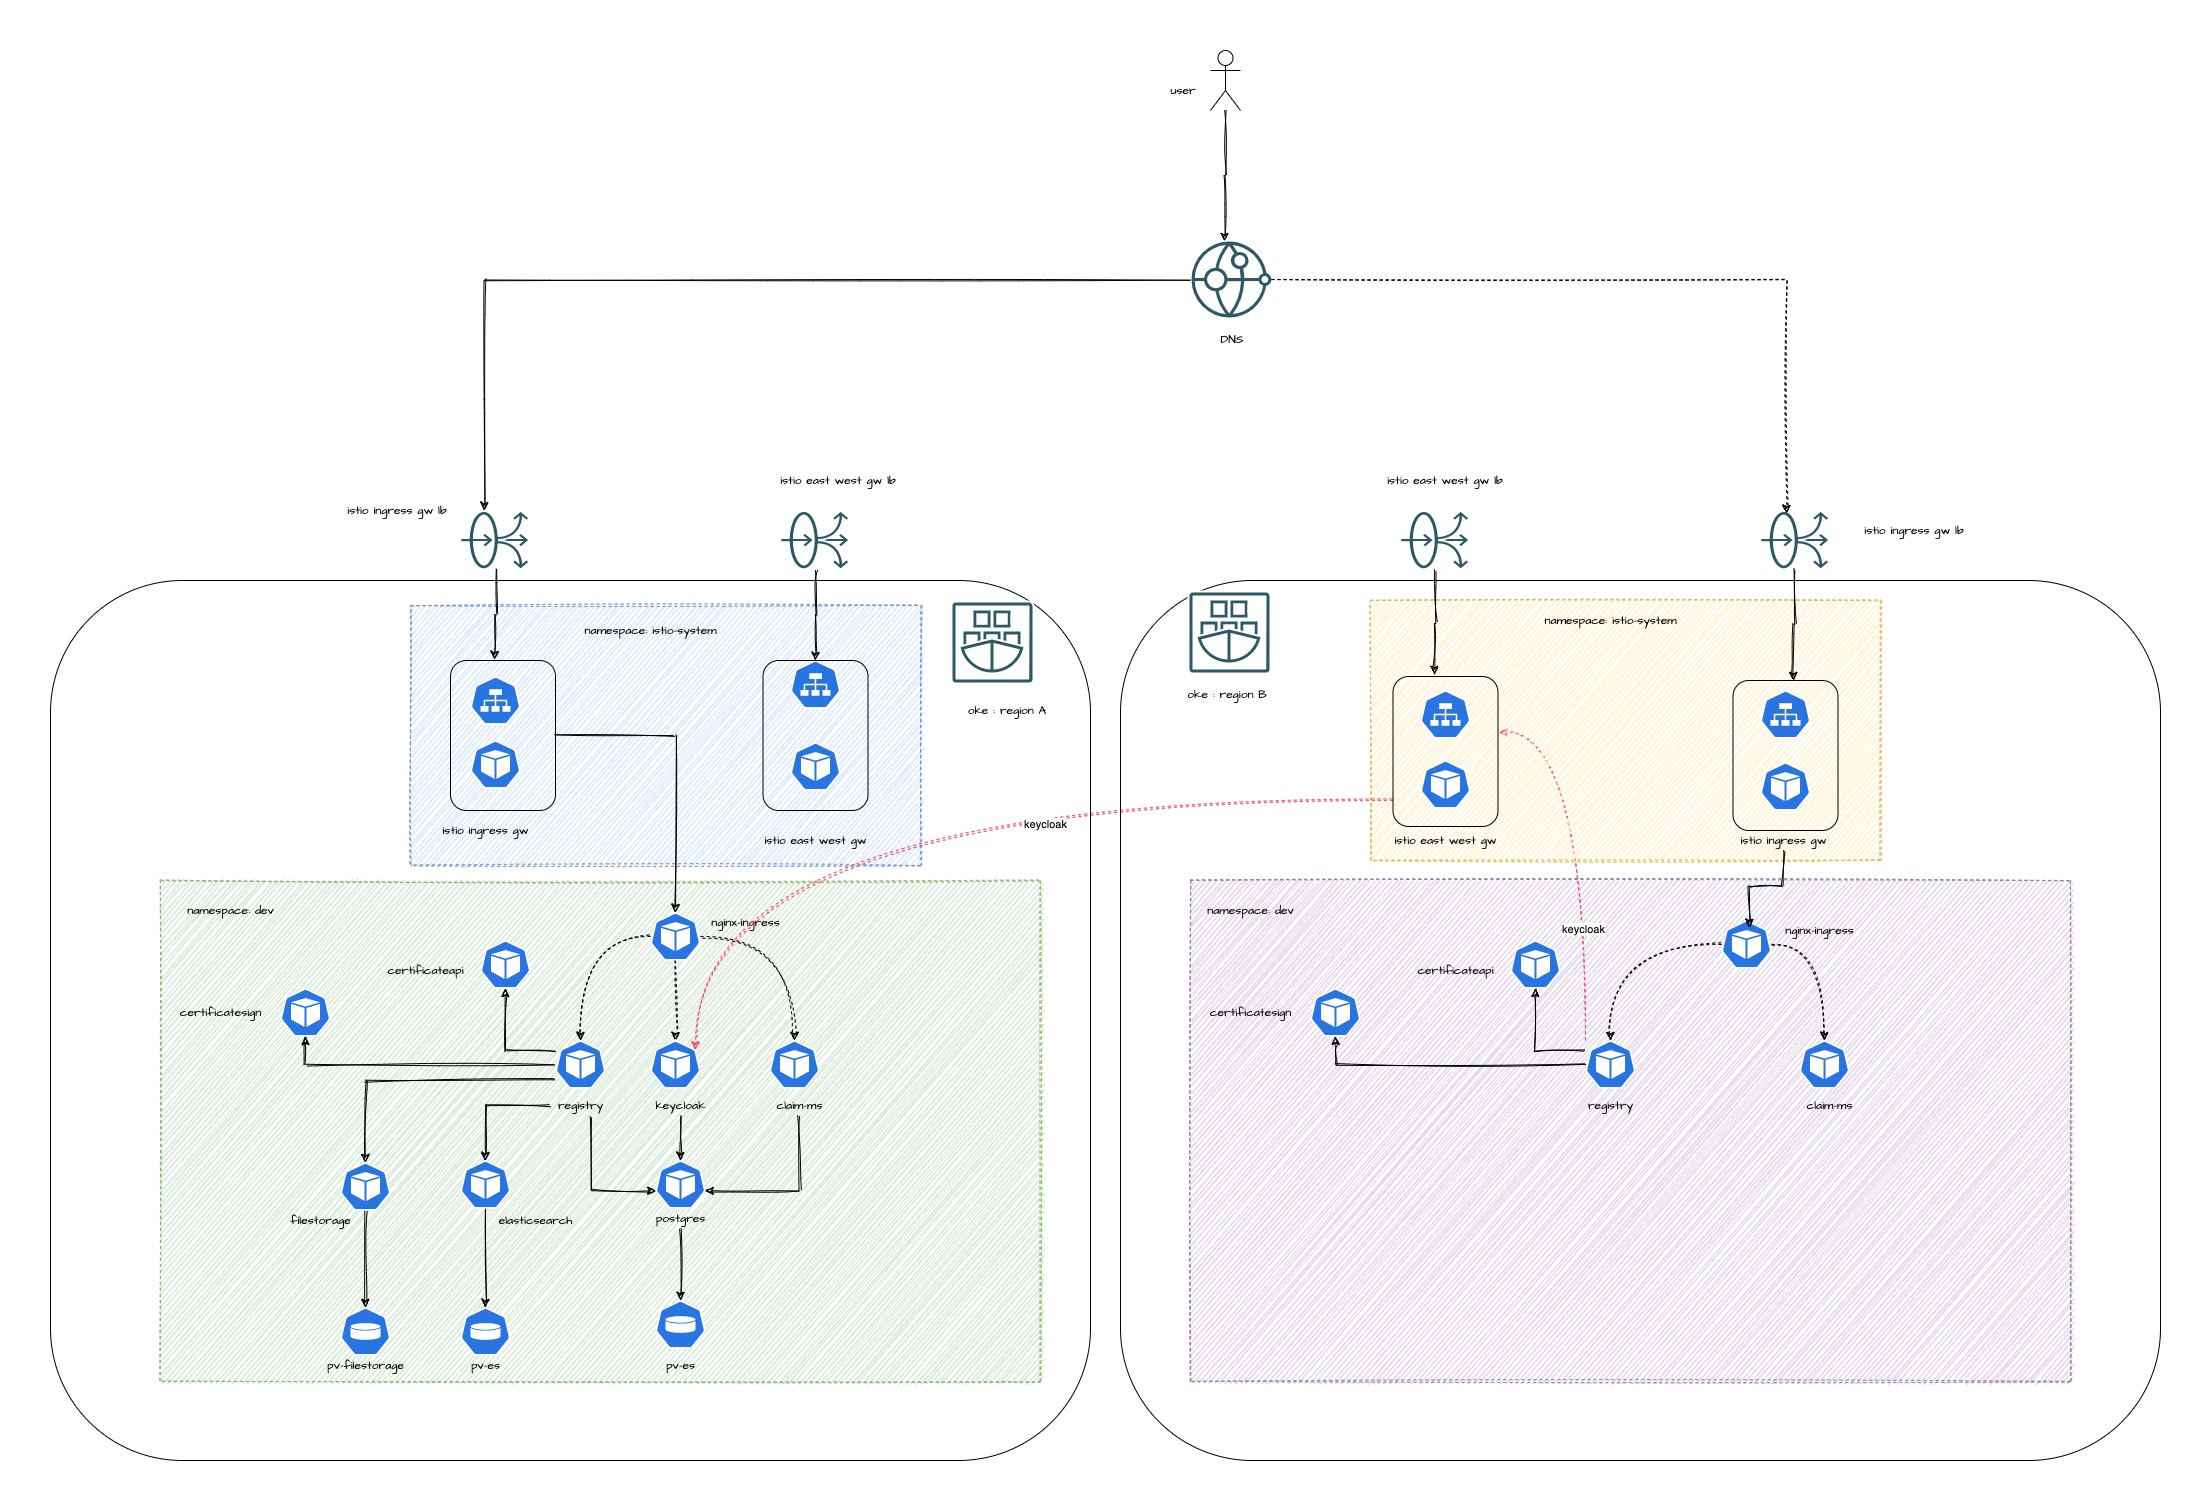 user
DNS
istio east west gw lb
istio east west gw lb
istio ingress gw lb
istio ingress gw lb
namespace: istio-system
namespace: istio-system
oke : region A
oke : region B
istio ingress gw
istio east west gw
keycloak
istio east west gw
istio ingress gw
namespace: dev
nginx-ingress
certificateapi
certificatesign
registry
keycloak
claim-ms
filestorage
elasticsearch
postgres
pv-filestorage
pv-es
pv-es
namespace: dev
keycloak
nginx-ingress
certificateapi
certificatesign
registry
claim-ms